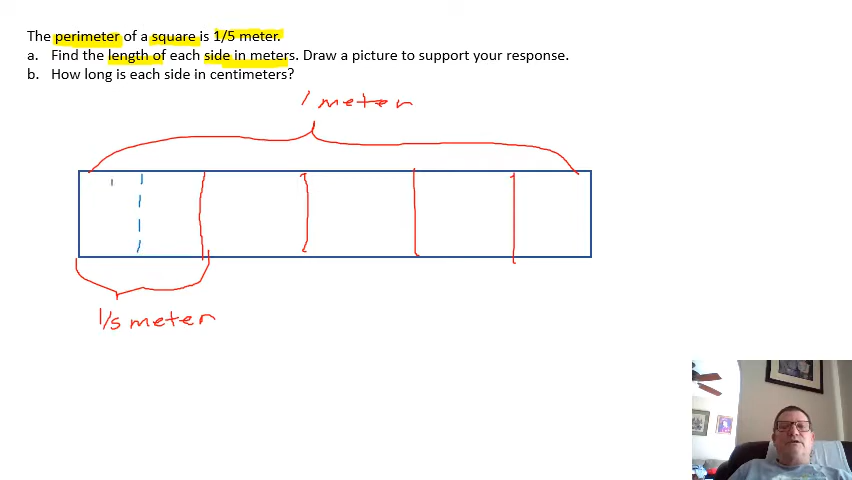 The perimeter of a square is 1/5 meter.
a. Find the length of each side in meters. Draw a picture to support your response.
b. How long is each side in centimeters?
1 meter
1/5 meter